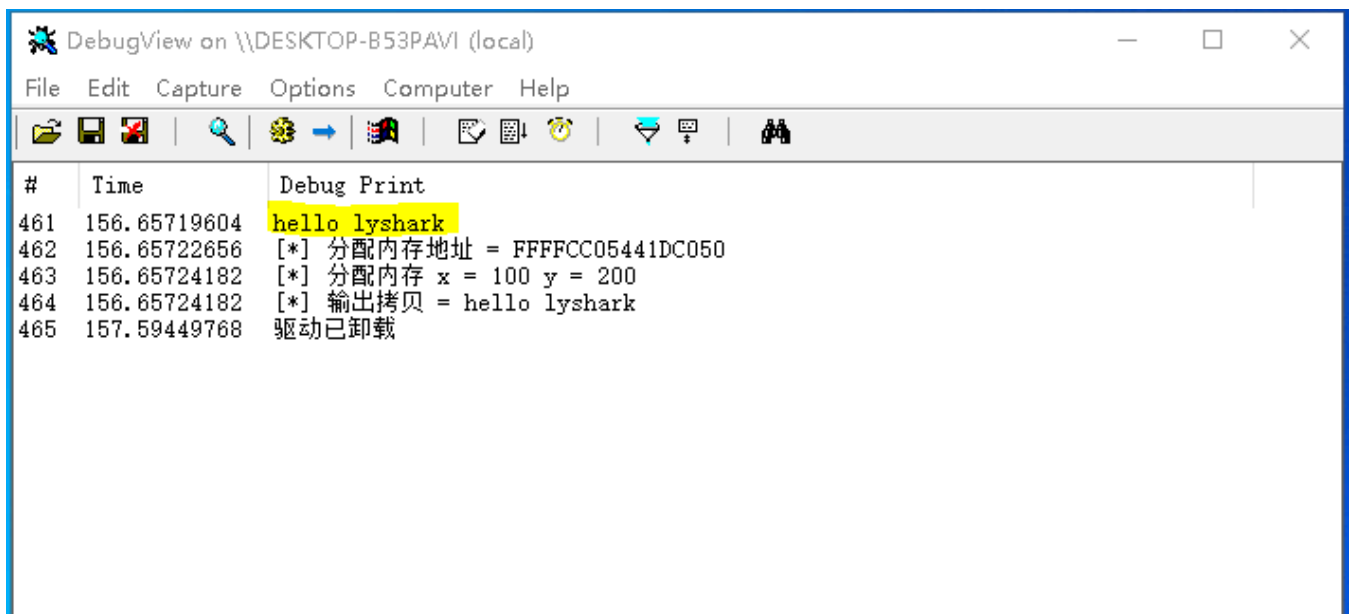 DebugView on \\DESKTOP-B53PAVI (local)
File Edit Capture Options Computer Help
# Time Debug Print
461 156.65719604 hello lyshark
462 156.65722656 [*] 分配内存地址 = FFFFCC05441DC050
463 156.65724182 [*] 分配内存 x = 100 y = 200
464 156.65724182 [*] 输出拷贝 = hello lyshark
465 157.59449768 驱动已卸载